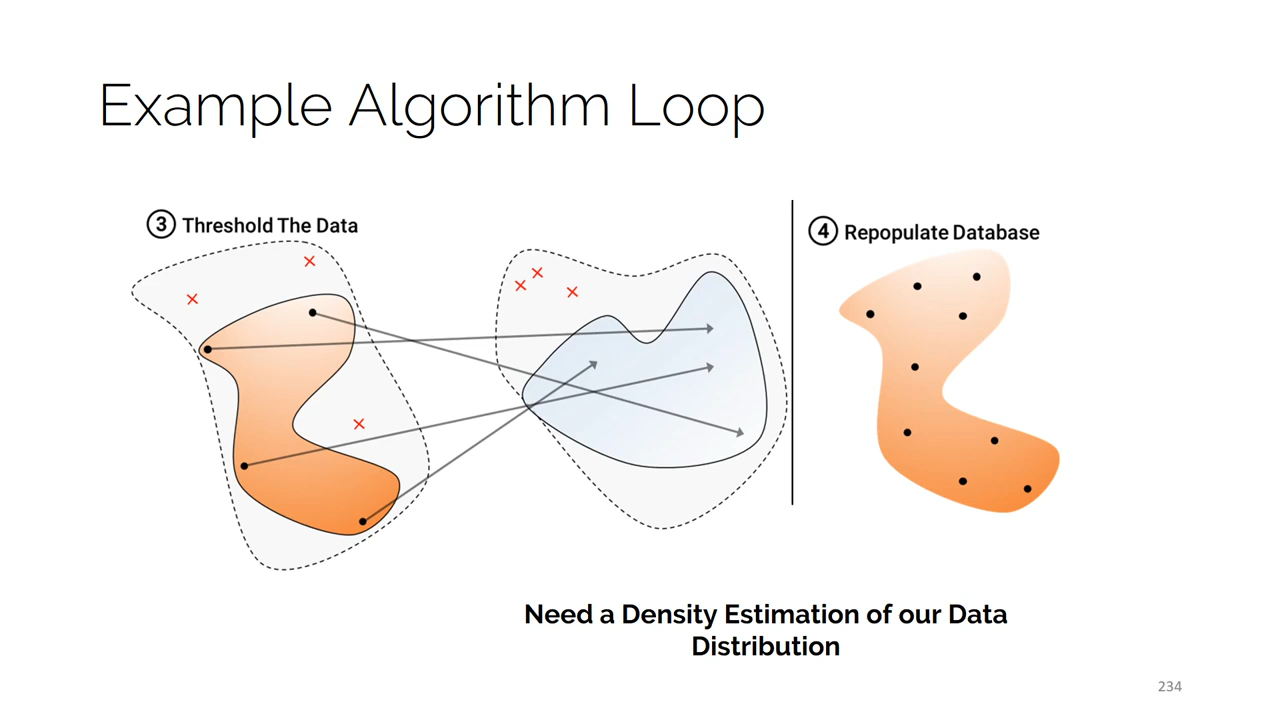 Example Algorithm Loop
3 Threshold The Data
4 Repopulate Database
Need a Density Estimation of our Data
Distribution
234